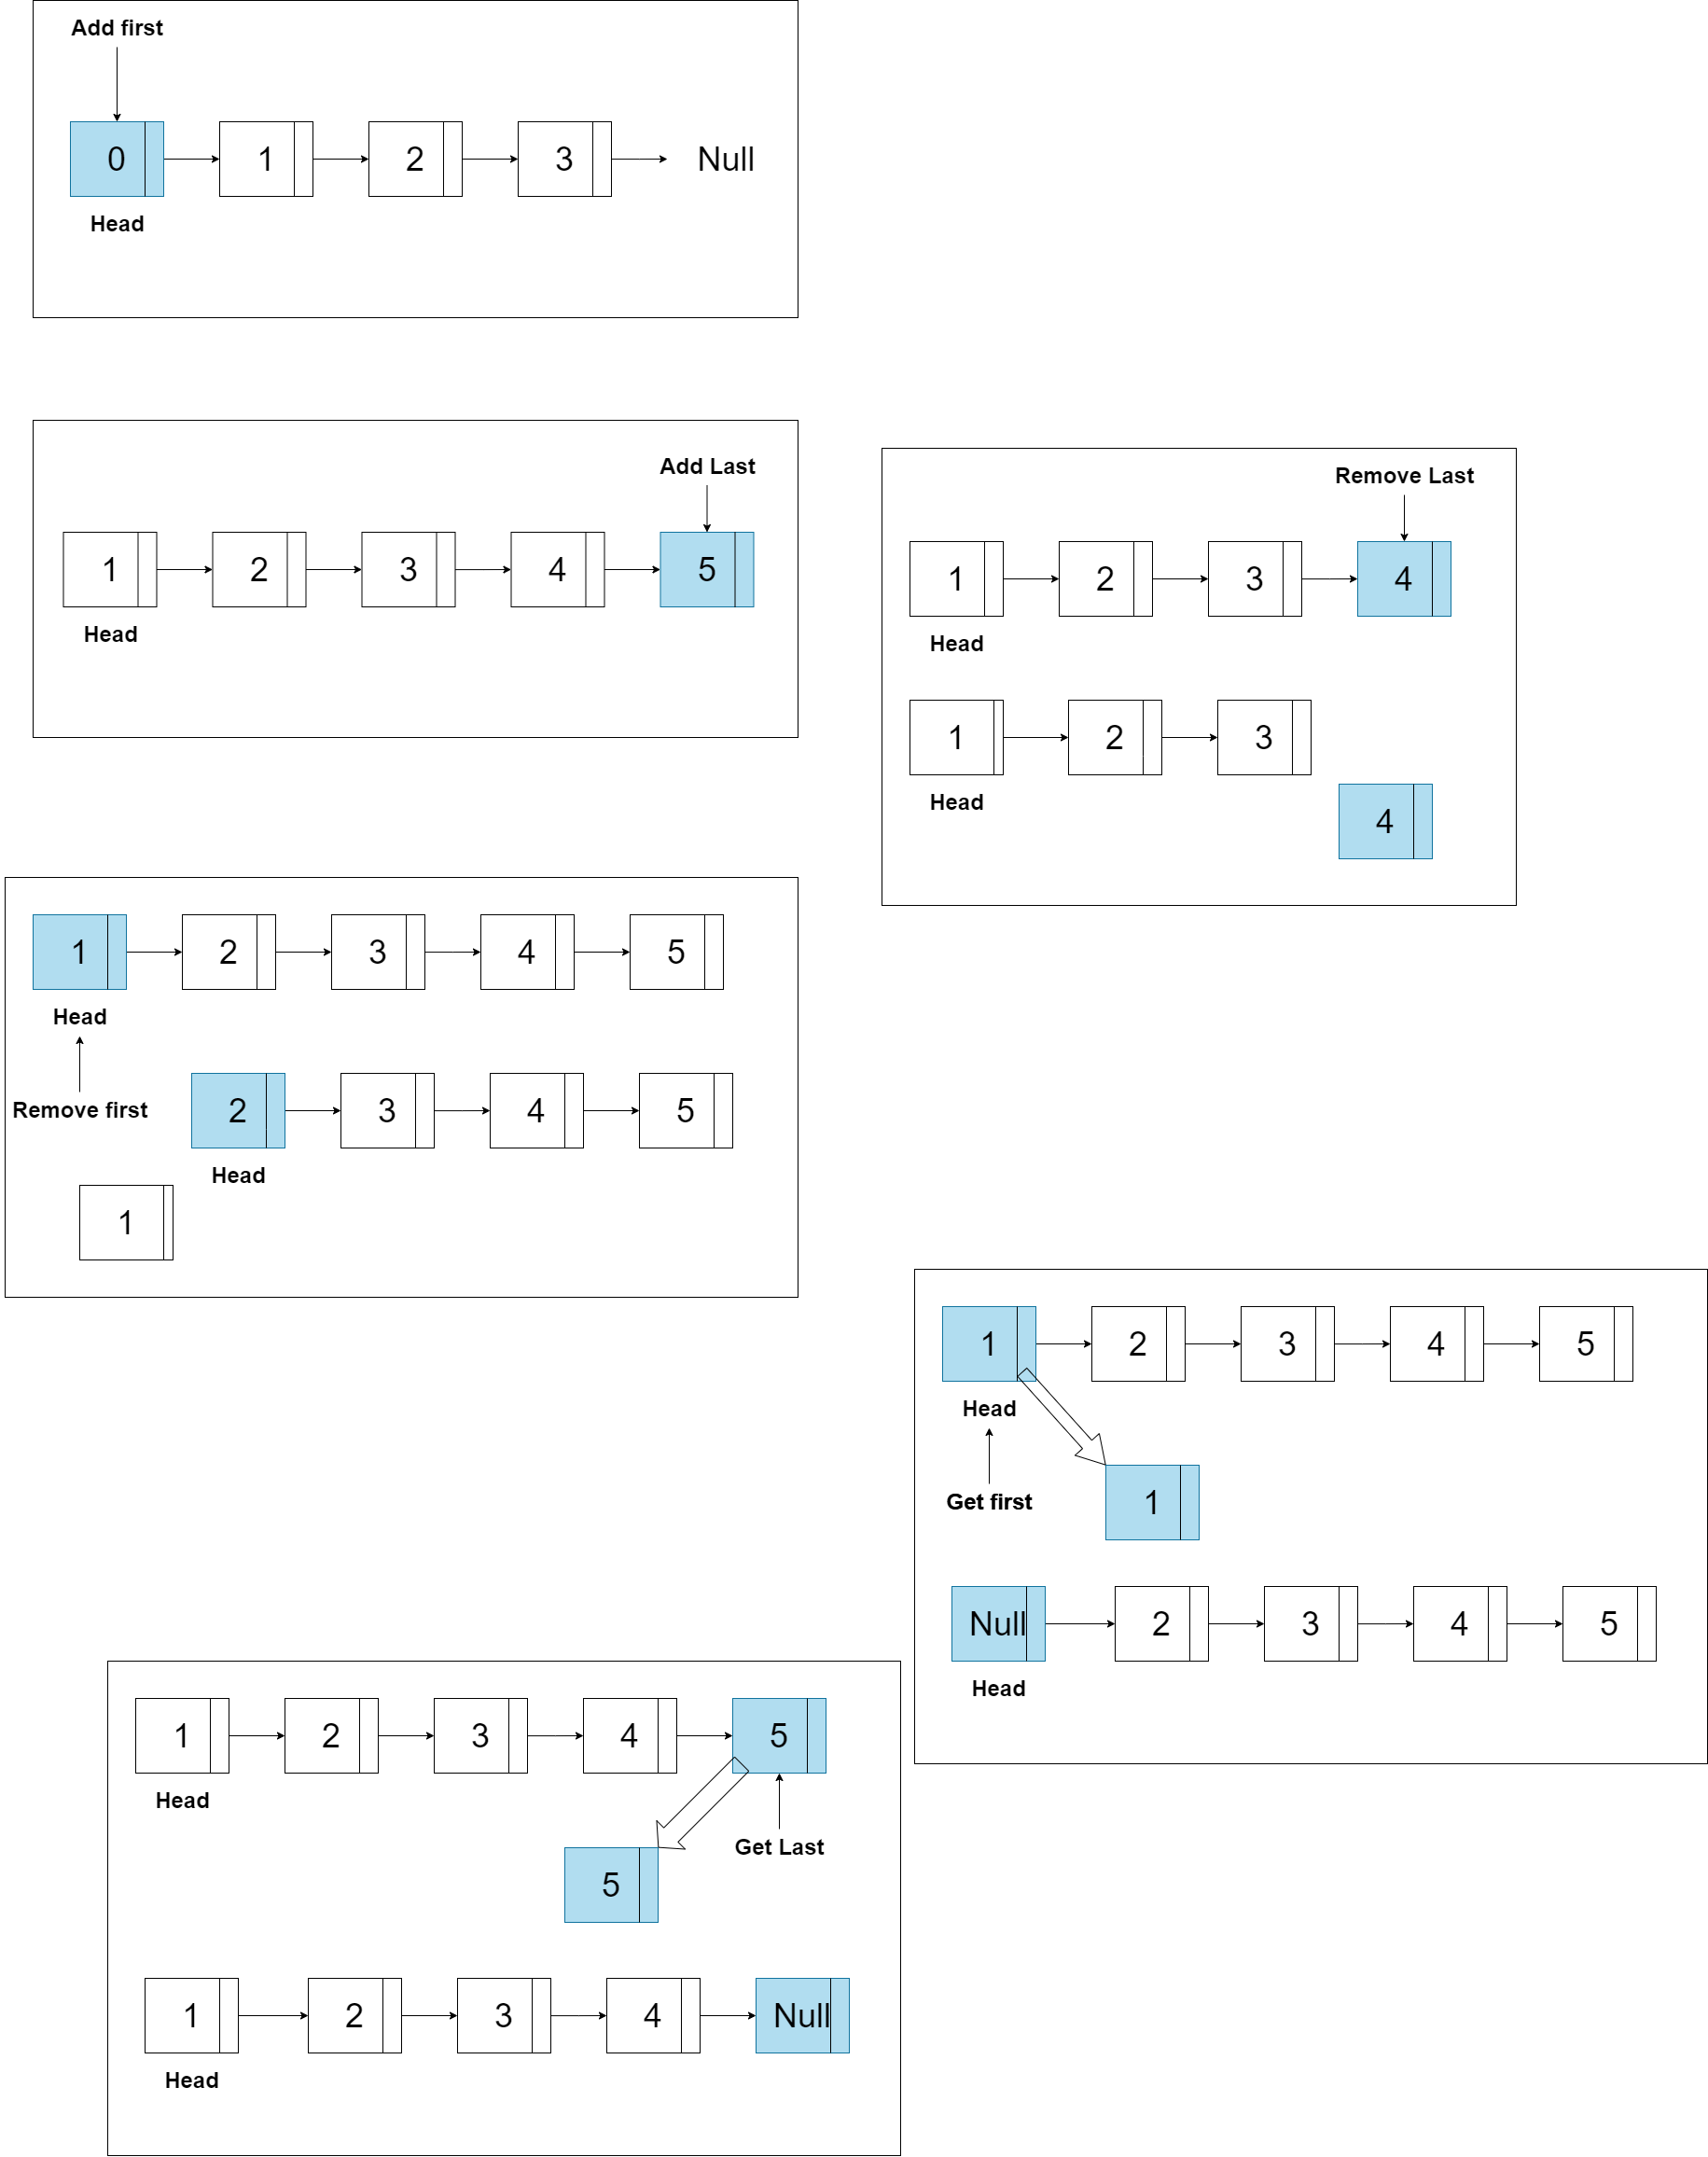 Add first
0 1 2 3 Null
Head
Add Last
1 2 3 4 5
Head
Remove Last
1 2 3 4
Head
1 2 3
Head
4
1 2 3 4 5
Head
Remove first
2 3 4 5
Head
1
1 2 3 4 5
Head
Get first
1
Null 2 3 4 5
Head
1 2 3 4 5
Head
Get Last
5
1 2 3 4 Null
Head